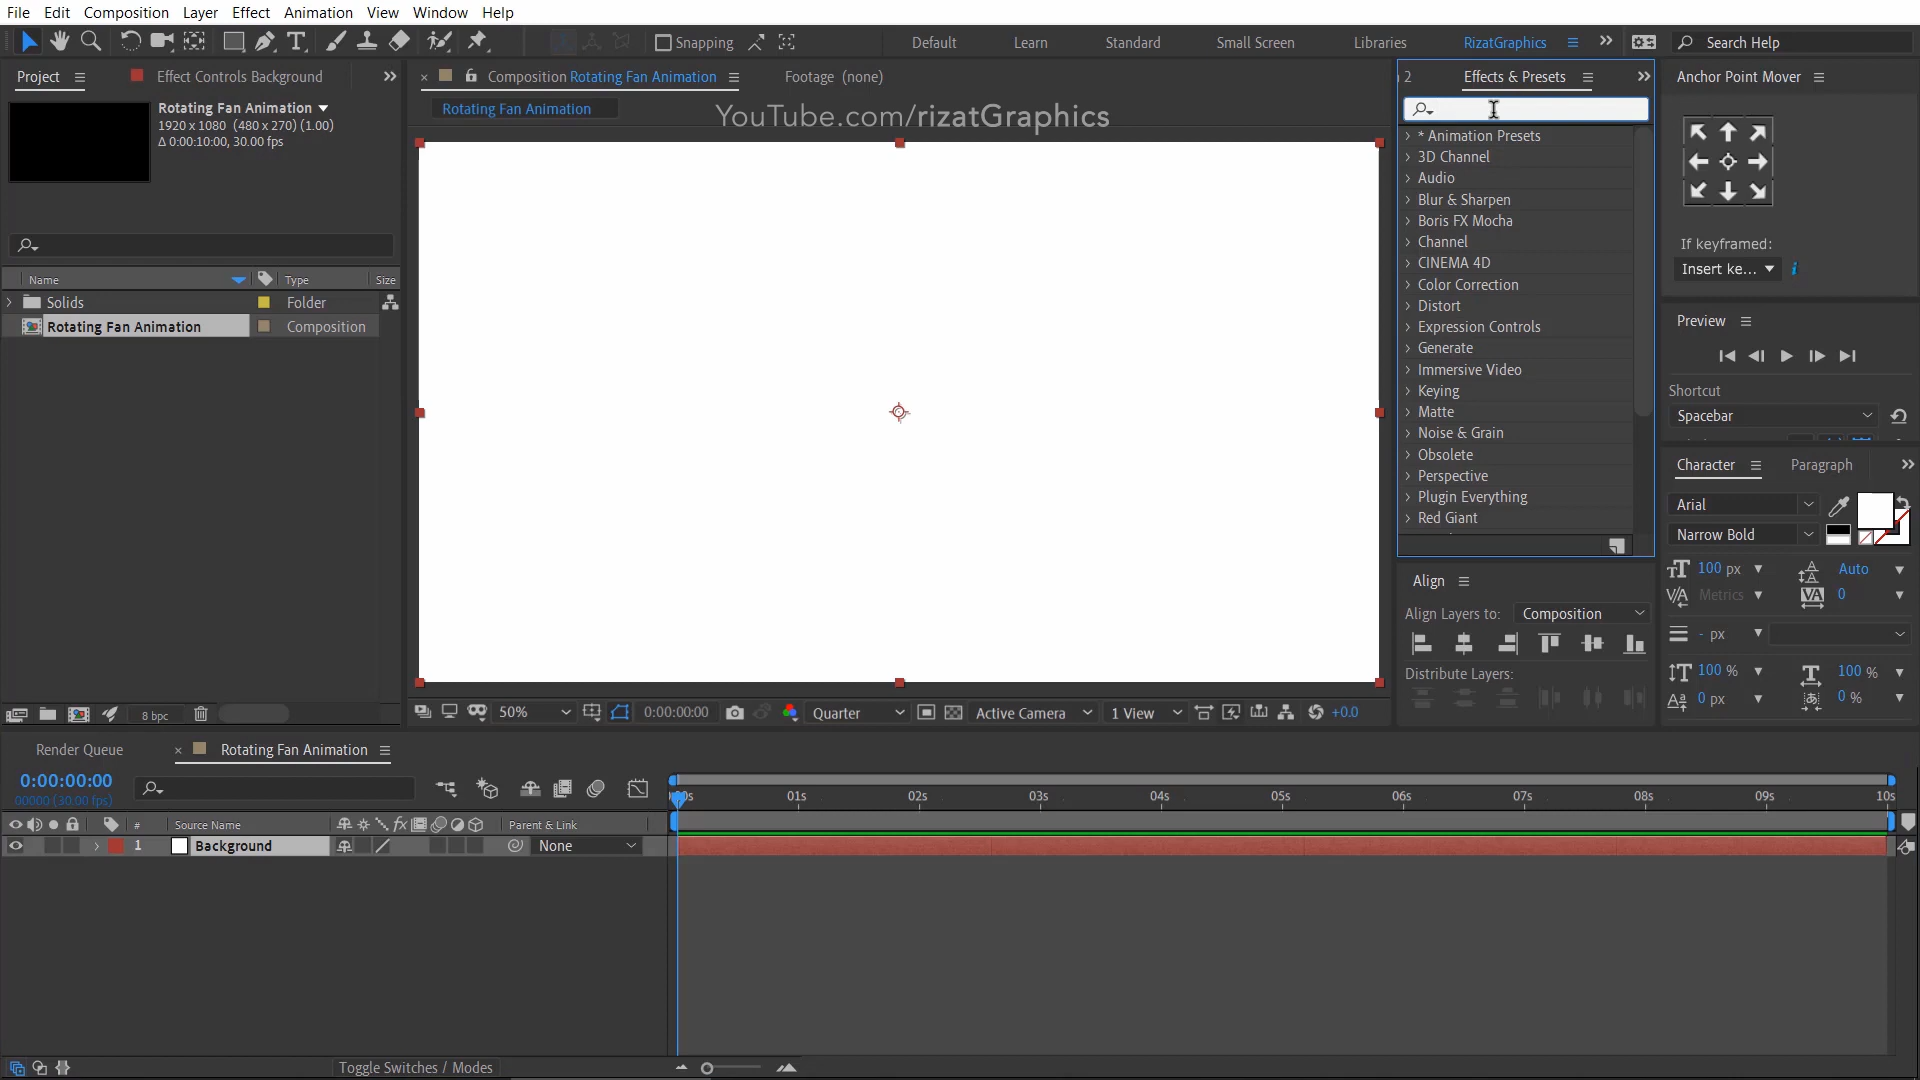 File Edit Composition Layer Effect Animation View Window Help
Snapping Default Learn Standard Small Screen Libraries RizatGraphics Search Help
Project Effect Controls Background
Rotating Fan Animation
1920 x 1080 (480 x 270) (1.00)
Δ 0:00:10:00, 30.00 fps)
Name Type Size
Solids Folder
Rotating Fan Animation Composition
8 bpc
Composition Rotating Fan Animation Footage (none)
Rotating Fan Animation
YouTube.com/rizatGraphics
50% 0:00:00:00 Quarter Active Camera 1 View +0.0
2 Effects & Presets
* Animation Presets
3D Channel
Audio
Blur & Sharpen
Boris FX Mocha
Channel
CINEMA 4D
Color Correction
Distort
Expression Controls
Generate
Immersive Video
Keying
Matte
Noise & Grain
Obsolete
Perspective
Plugin Everything
Red Giant
Align
Align Layers to: Composition
Distribute Layers:
Anchor Point Mover
If keyframed:
Insert ke...
Preview
Shortcut
Spacebar
Character Paragraph
Arial
Narrow Bold
100 px Auto
Metrics 0
- px
100 % 100 %
0 px 0 %
Render Queue Rotating Fan Animation
0:00:00:00
00000 (30.00 fps)
# Source Name Parent & Link
1 Background None
01s 02s 03s 04s 05s 06s 07s 08s 09s 10s
Toggle Switches / Modes